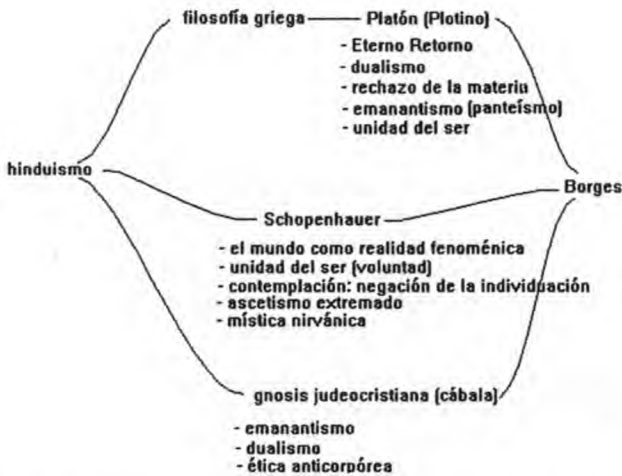 filosofía griega Platón (Plotino)
- Eterno Retorno
- dualismo
- rechazo de la materia
- emanantismo (panteísmo)
- unidad del ser
hinduismo
Borges
Schopenhauer
- el mundo como realidad fenoménica
- unidad del ser (voluntad)
- contemplación: negación de la individuación
- ascetismo extremado
- mística nirvánica
gnosis judeocristiana (cábala)
- emanantismo
- dualismo
- ética anticorpórea